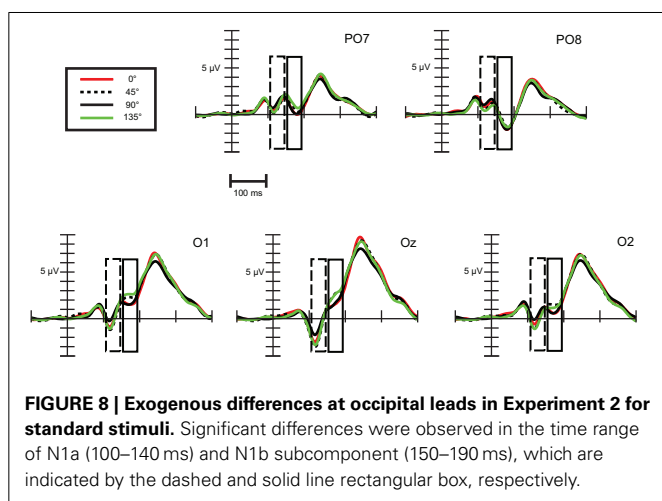 PO7
PO8
5 µV
5 µV
0°
45°
90°
135°
100 ms
O1
Oz
O2
5 µV
5 µV
5 µV
FIGURE 8 | Exogenous differences at occipital leads in Experiment 2 for
standard stimuli. Significant differences were observed in the time range
of N1a (100–140 ms) and N1b subcomponent (150–190 ms), which are
indicated by the dashed and solid line rectangular box, respectively.